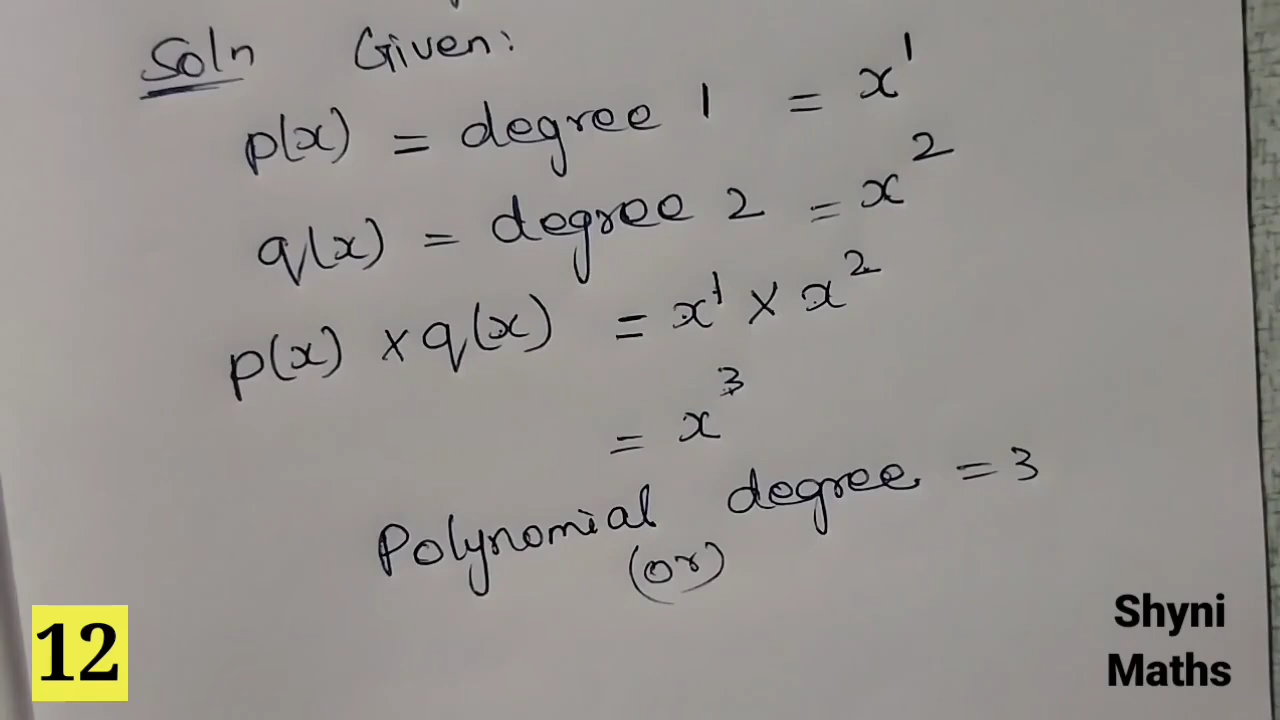 Soln Given:
p(x) = degree 1 = x¹
q(x) = degree 2 = x²
p(x) × q(x) = x¹ × x²
= x³
Polynomial degree = 3
(or)
12
Shyni
Maths